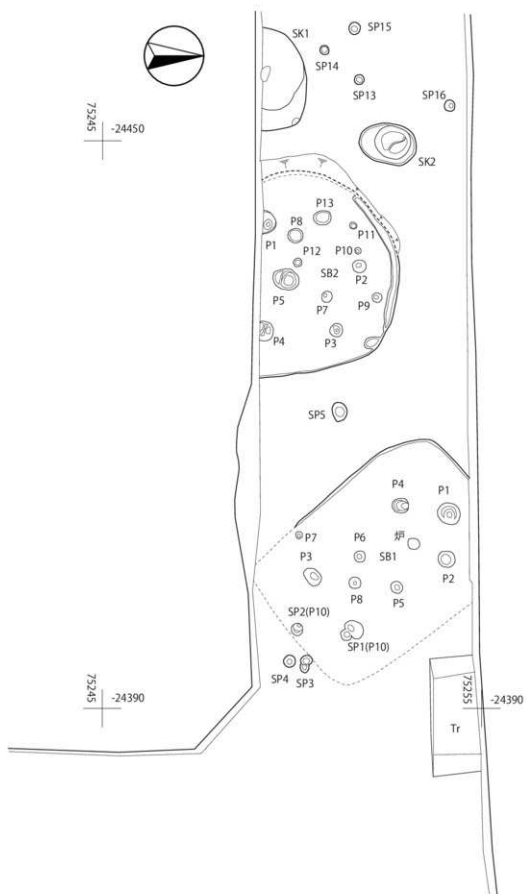 SK1
SP15
SP14
SP13
SP16
75245
-24450
SK2
P13
P8
P1
P11
P12
P10
SB2
P2
P5
P7
P9
P4
P3
SP5
P4
P1
P7
P6
炉
P3
SB1
P2
P8
P5
SP2(P10)
SP1(P10)
SP4
SP3
75245
-24390
75255
-24390
Tr